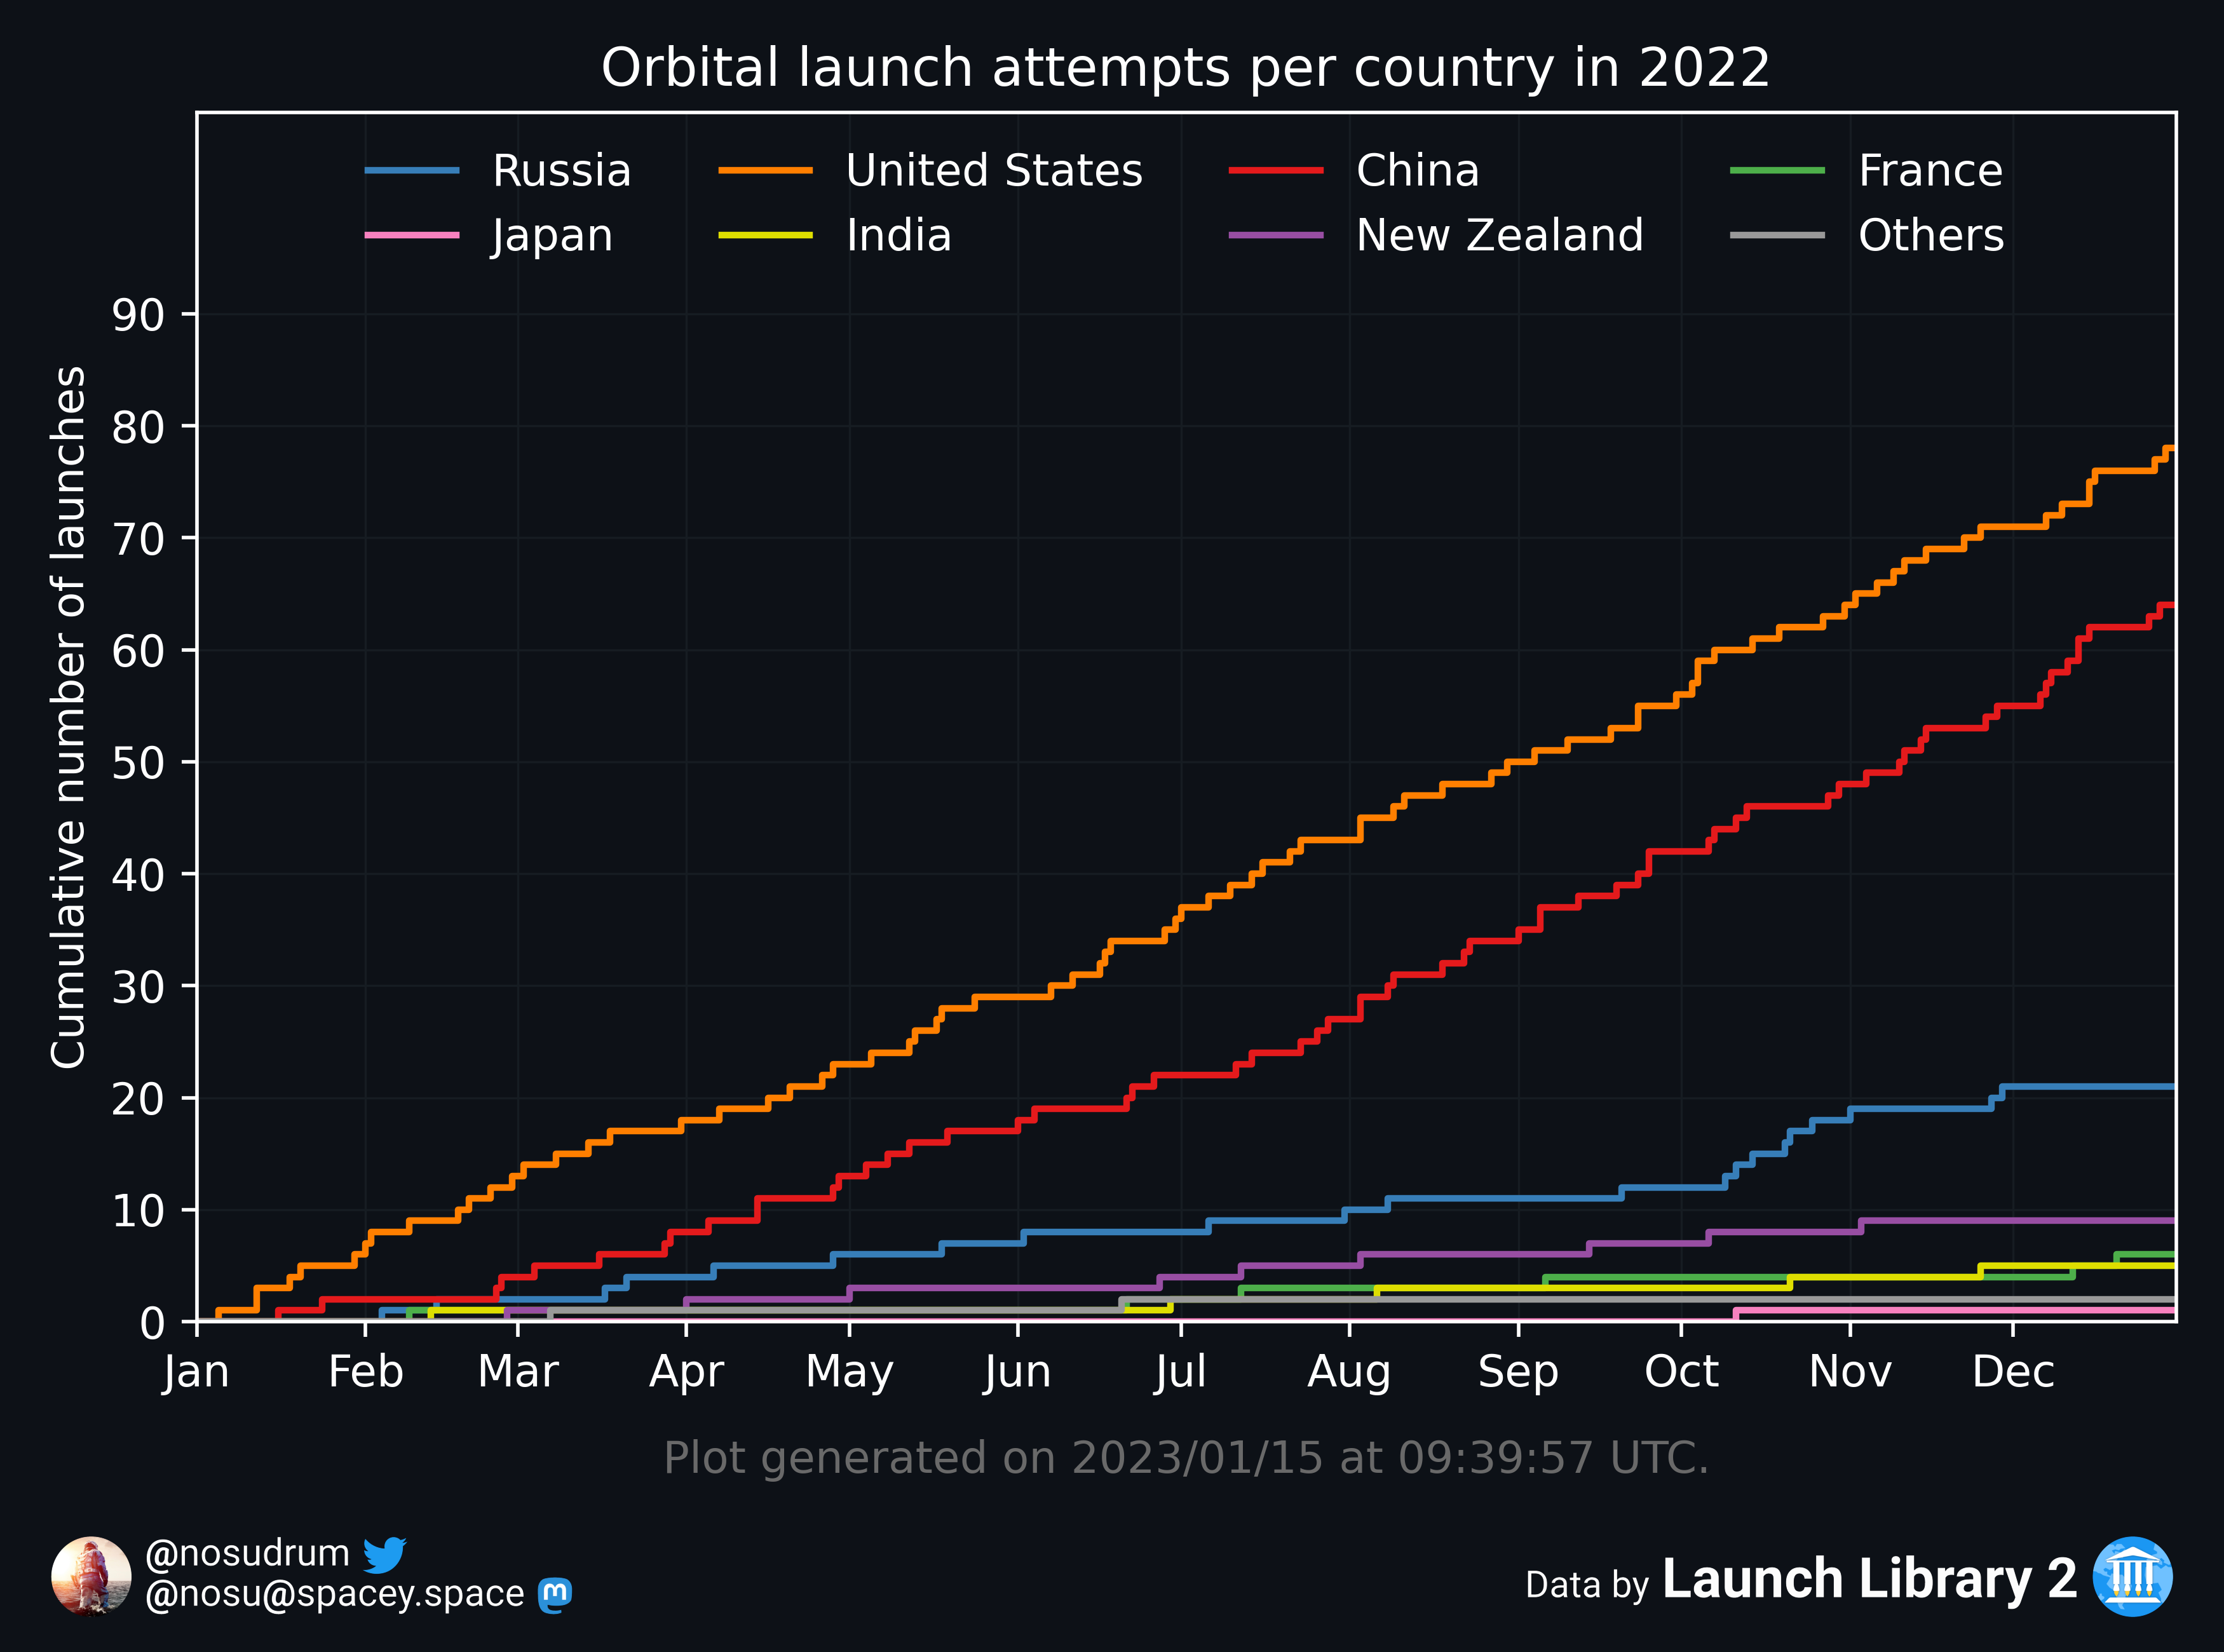 Orbital launch attempts per country in 2022
Russia United States China France
Japan India New Zealand Others
Cumulative number of launches
90
80
70
60
50
40
30
20
10
0
Jan Feb Mar Apr May Jun Jul Aug Sep Oct Nov Dec
Plot generated on 2023/01/15 at 09:39:57 UTC.
@nosudrum
@nosu@spacey.space
Data by Launch Library 2